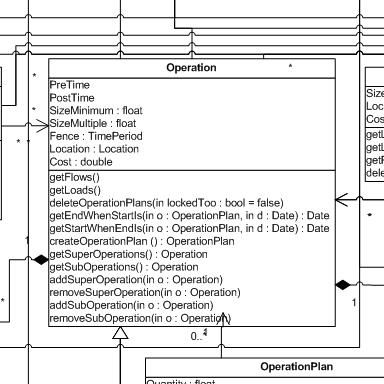 Operation
*
*
*
*
*
PreTime
PostTime
SizeMinimum : float
SizeMultiple : float
Fence : TimePeriod
Location : Location
Cost : double
getFlows()
getLoads()
deleteOperationPlans(in lockedToo : bool = false)
getEndWhenStartIs(in o : OperationPlan, in d : Date) : Date
getStartWhenEndIs(in o : OperationPlan, in d : Date) : Date
createOperationPlan () : OperationPlan
getSuperOperations() : Operation
getSubOperations() : Operation
addSuperOperation(in o : Operation)
removeSuperOperation(in o : Operation)
addSubOperation(in o : Operation)
removeSubOperation(in o : Operation)
1
*
*
1
0..*
OperationPlan
Quantity : float
Size
Loc
Cos
getL
getL
getF
dele